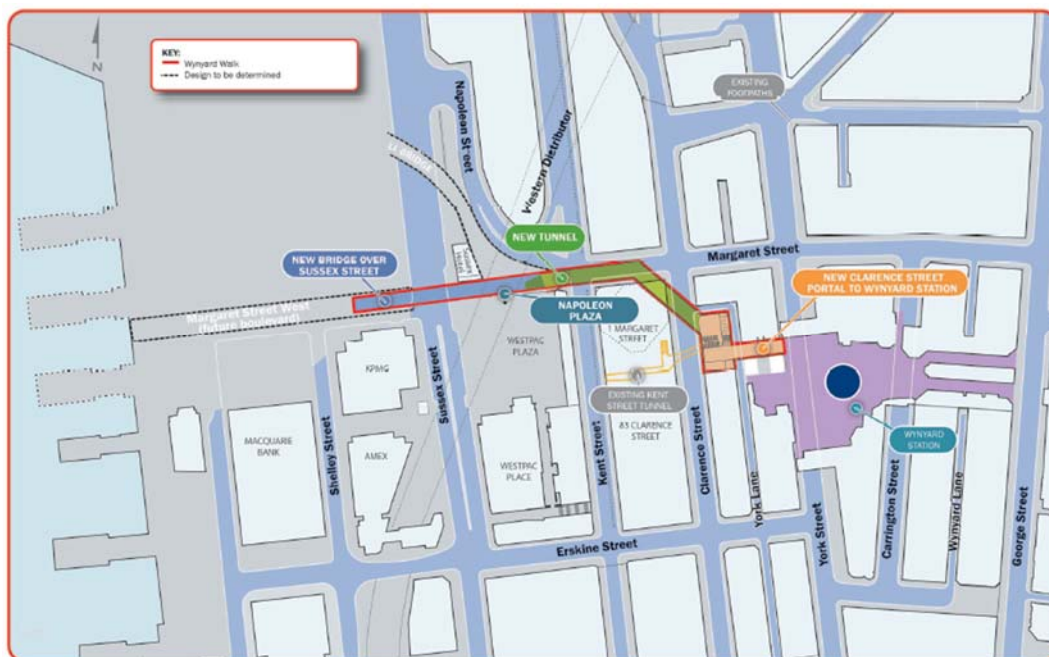 KEY:
Wynyard Walk
Design to be determined
N
Napolean Street
Western Distributor
EXISTING
FOOTPATHS
BRIDGE
NEW TUNNEL
Margaret Street
NEW BRIDGE OVER
SUSSEX STREET
NEW CLARENCE STREET
PORTAL TO WYNYARD STATION
Margaret Street West
(future boulevard)
NAPOLEON
PLAZA
1 MARGARET
STREET
WESTPAC
PLAZA
KPMG
EXISTING KENT
STREET TUNNEL
83 CLARENCE
STREET
WYNYARD
STATION
MACQUARIE
BANK
AMEX
WESTPAC
PLACE
Shelley Street
Sussex Street
Kent Street
Clarence Street
York Lane
York Street
Carrington Street
Wynyard Lane
George Street
Erskine Street